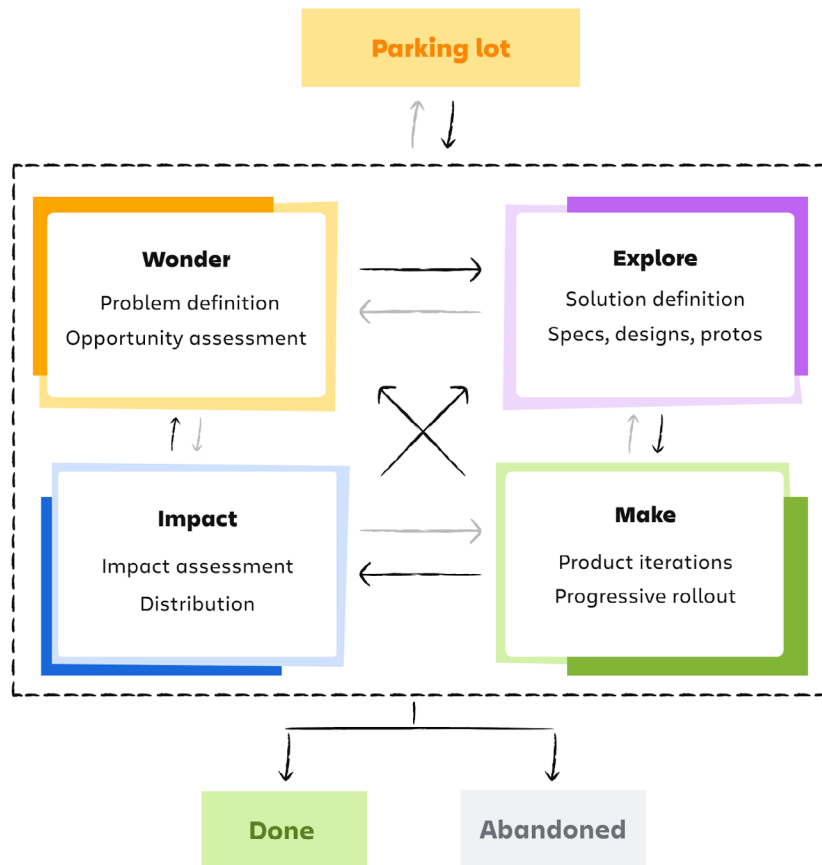 Parking lot
Wonder
Problem definition
Opportunity assessment
Explore
Solution definition
Specs, designs, protos
Impact
Impact assessment
Distribution
Make
Product iterations
Progressive rollout
Done
Abandoned